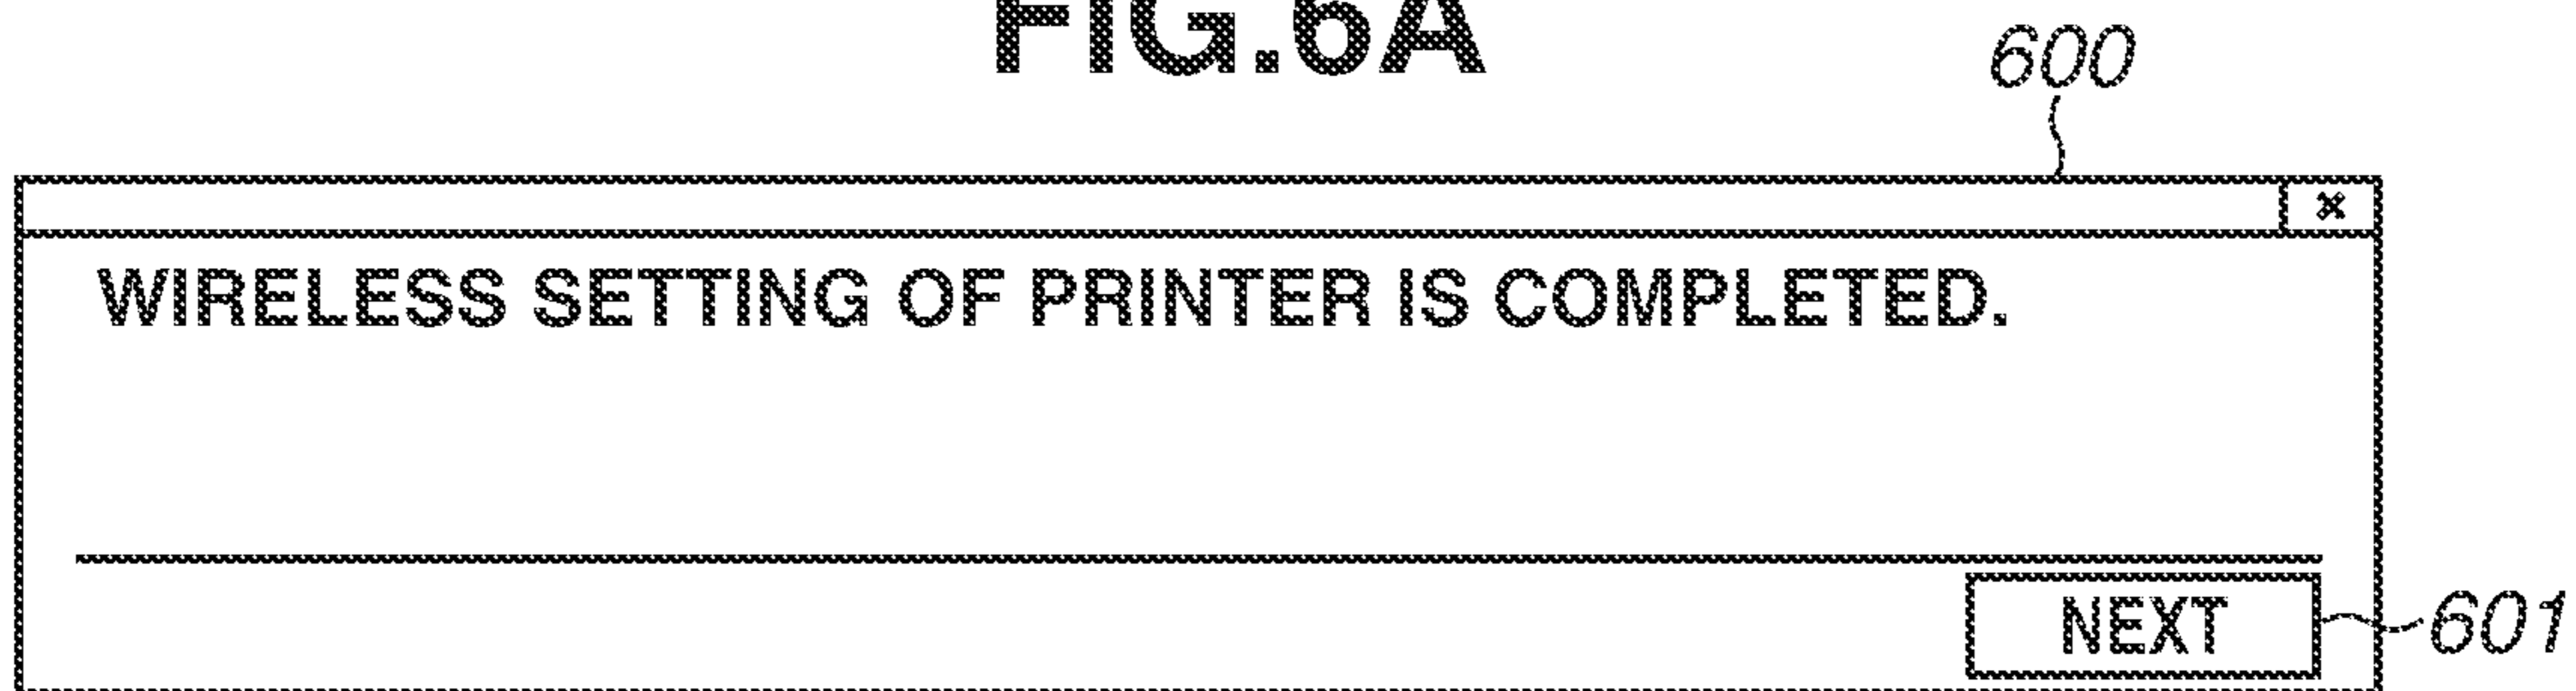 FIG.6A
600
×
WIRELESS SETTING OF PRINTER IS COMPLETED.
NEXT
601